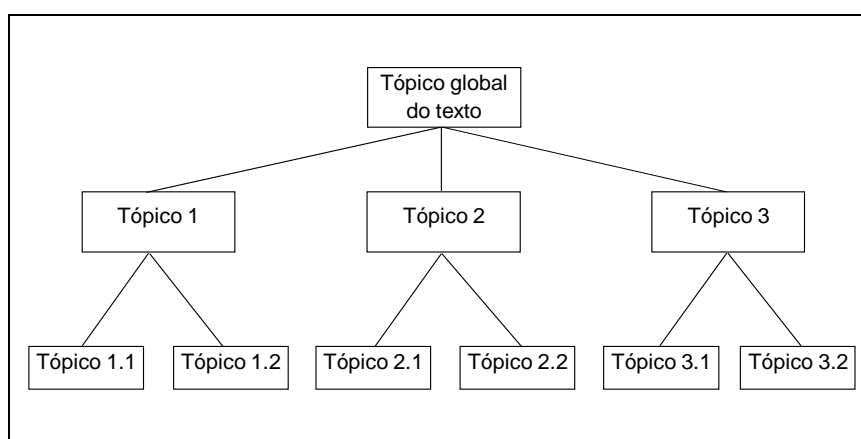 Tópico global
do texto
Tópico 1
Tópico 2
Tópico 3
Tópico 1.1
Tópico 1.2
Tópico 2.1
Tópico 2.2
Tópico 3.1
Tópico 3.2